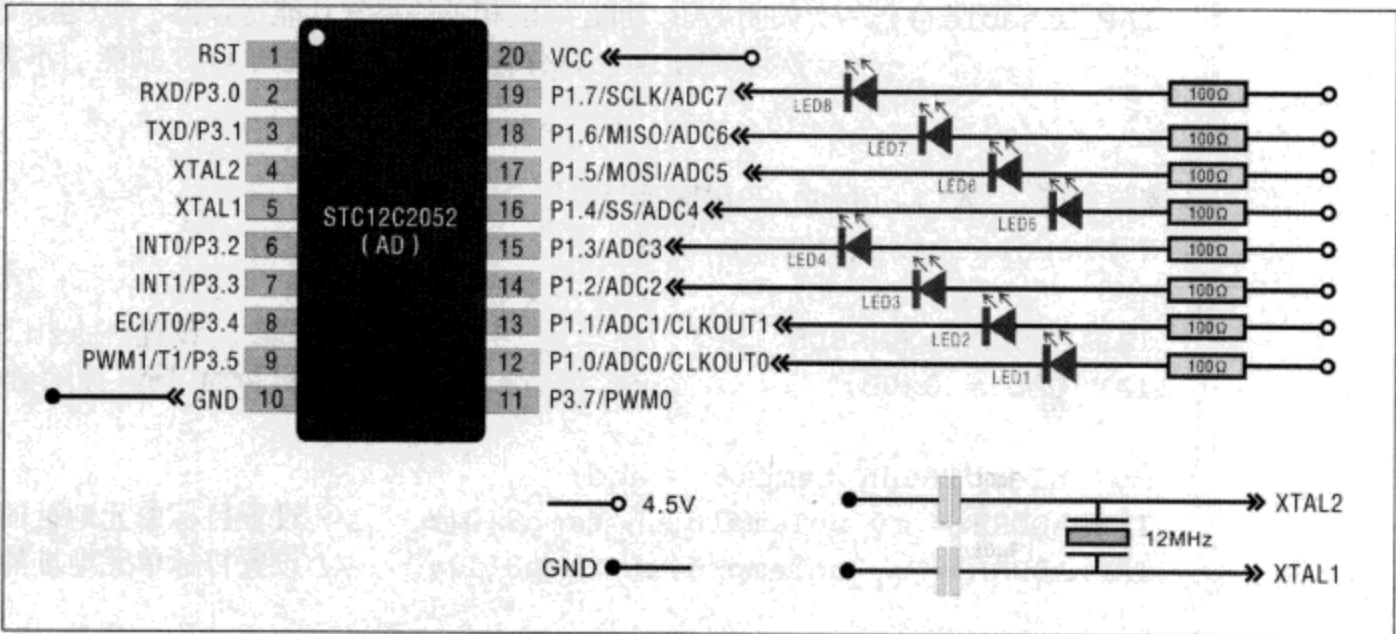 RST 1
RXD/P3.0 2
TXD/P3.1 3
XTAL2 4
XTAL1 5
INT0/P3.2 6
INT1/P3.3 7
ECI/T0/P3.4 8
PWM1/T1/P3.5 9
GND 10
STC12C2052
( AD )
20 VCC
19 P1.7/SCLK/ADC7 LED8 100Ω
18 P1.6/MISO/ADC6 LED7 100Ω
17 P1.5/MOSI/ADC5 LED6 100Ω
16 P1.4/SS/ADC4 LED5 100Ω
15 P1.3/ADC3 LED4 100Ω
14 P1.2/ADC2 LED3 100Ω
13 P1.1/ADC1/CLKOUT1 LED2 100Ω
12 P1.0/ADC0/CLKOUT0 LED1 100Ω
11 P3.7/PWM0
4.5V
GND
XTAL2
12MHz
XTAL1